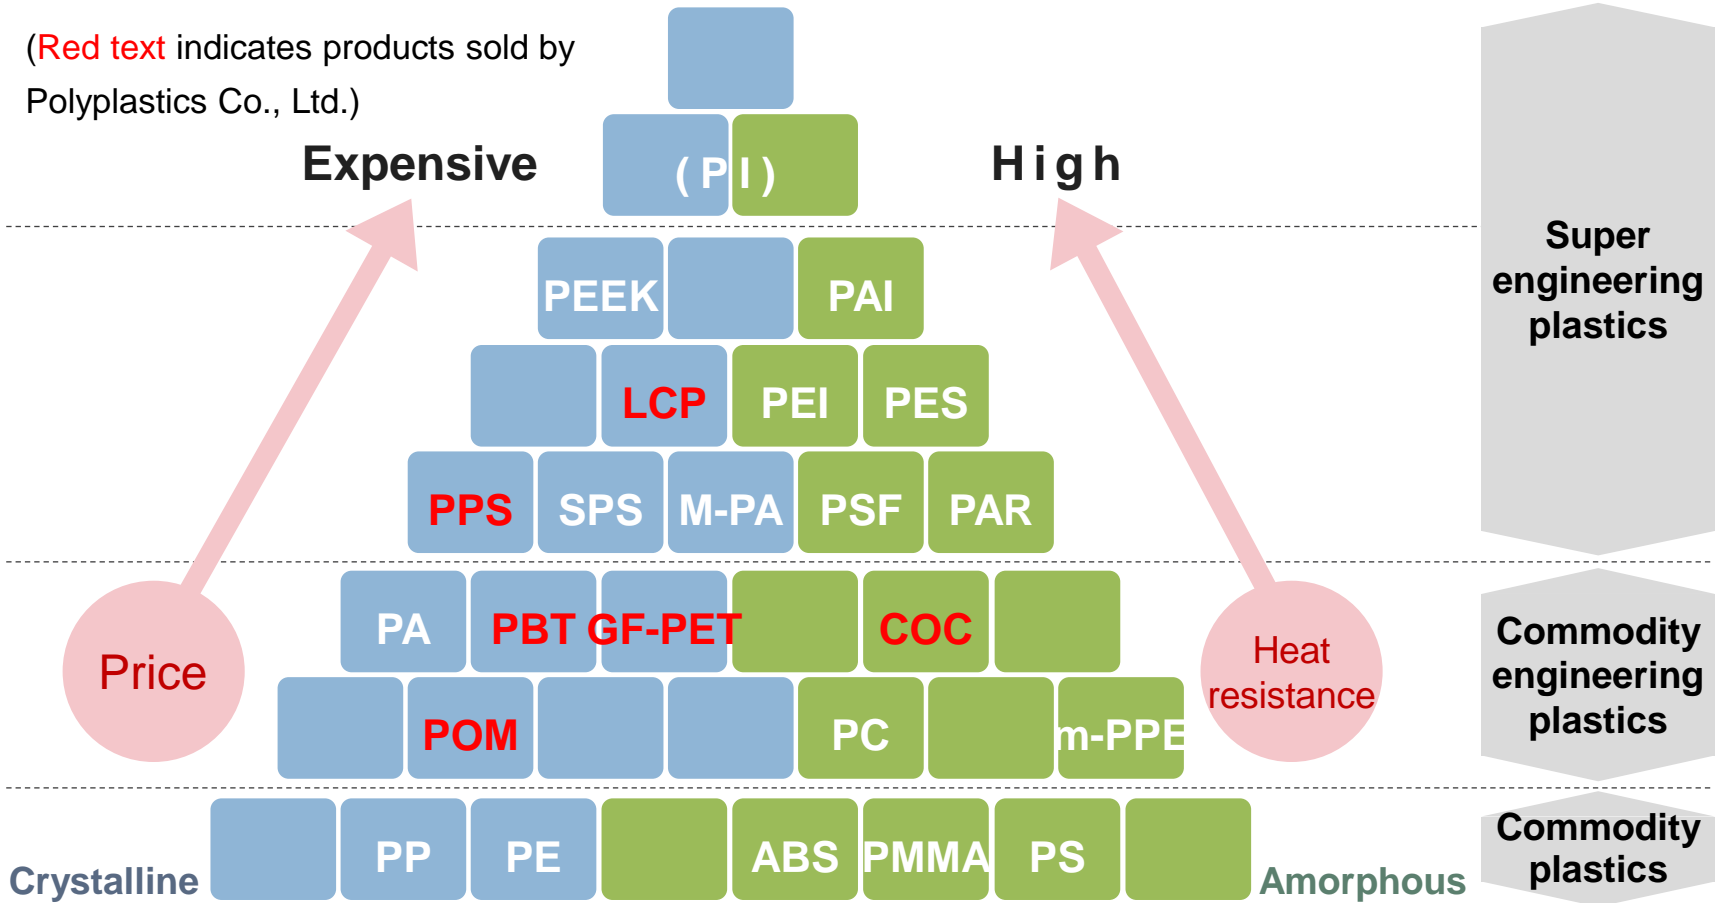 (Red text indicates products sold by
Polyplastics Co., Ltd.)
Expensive
(PI)
High
PEEK
PAI
Super
engineering
plastics
LCP
PEI
PES
PPS
SPS
M-PA
PSF
PAR
PA
PBT
GF-PET
COC
Commodity
engineering
plastics
Price
Heat
resistance
POM
PC
m-PPE
PP
PE
ABS
PMMA
PS
Commodity
plastics
Crystalline
Amorphous